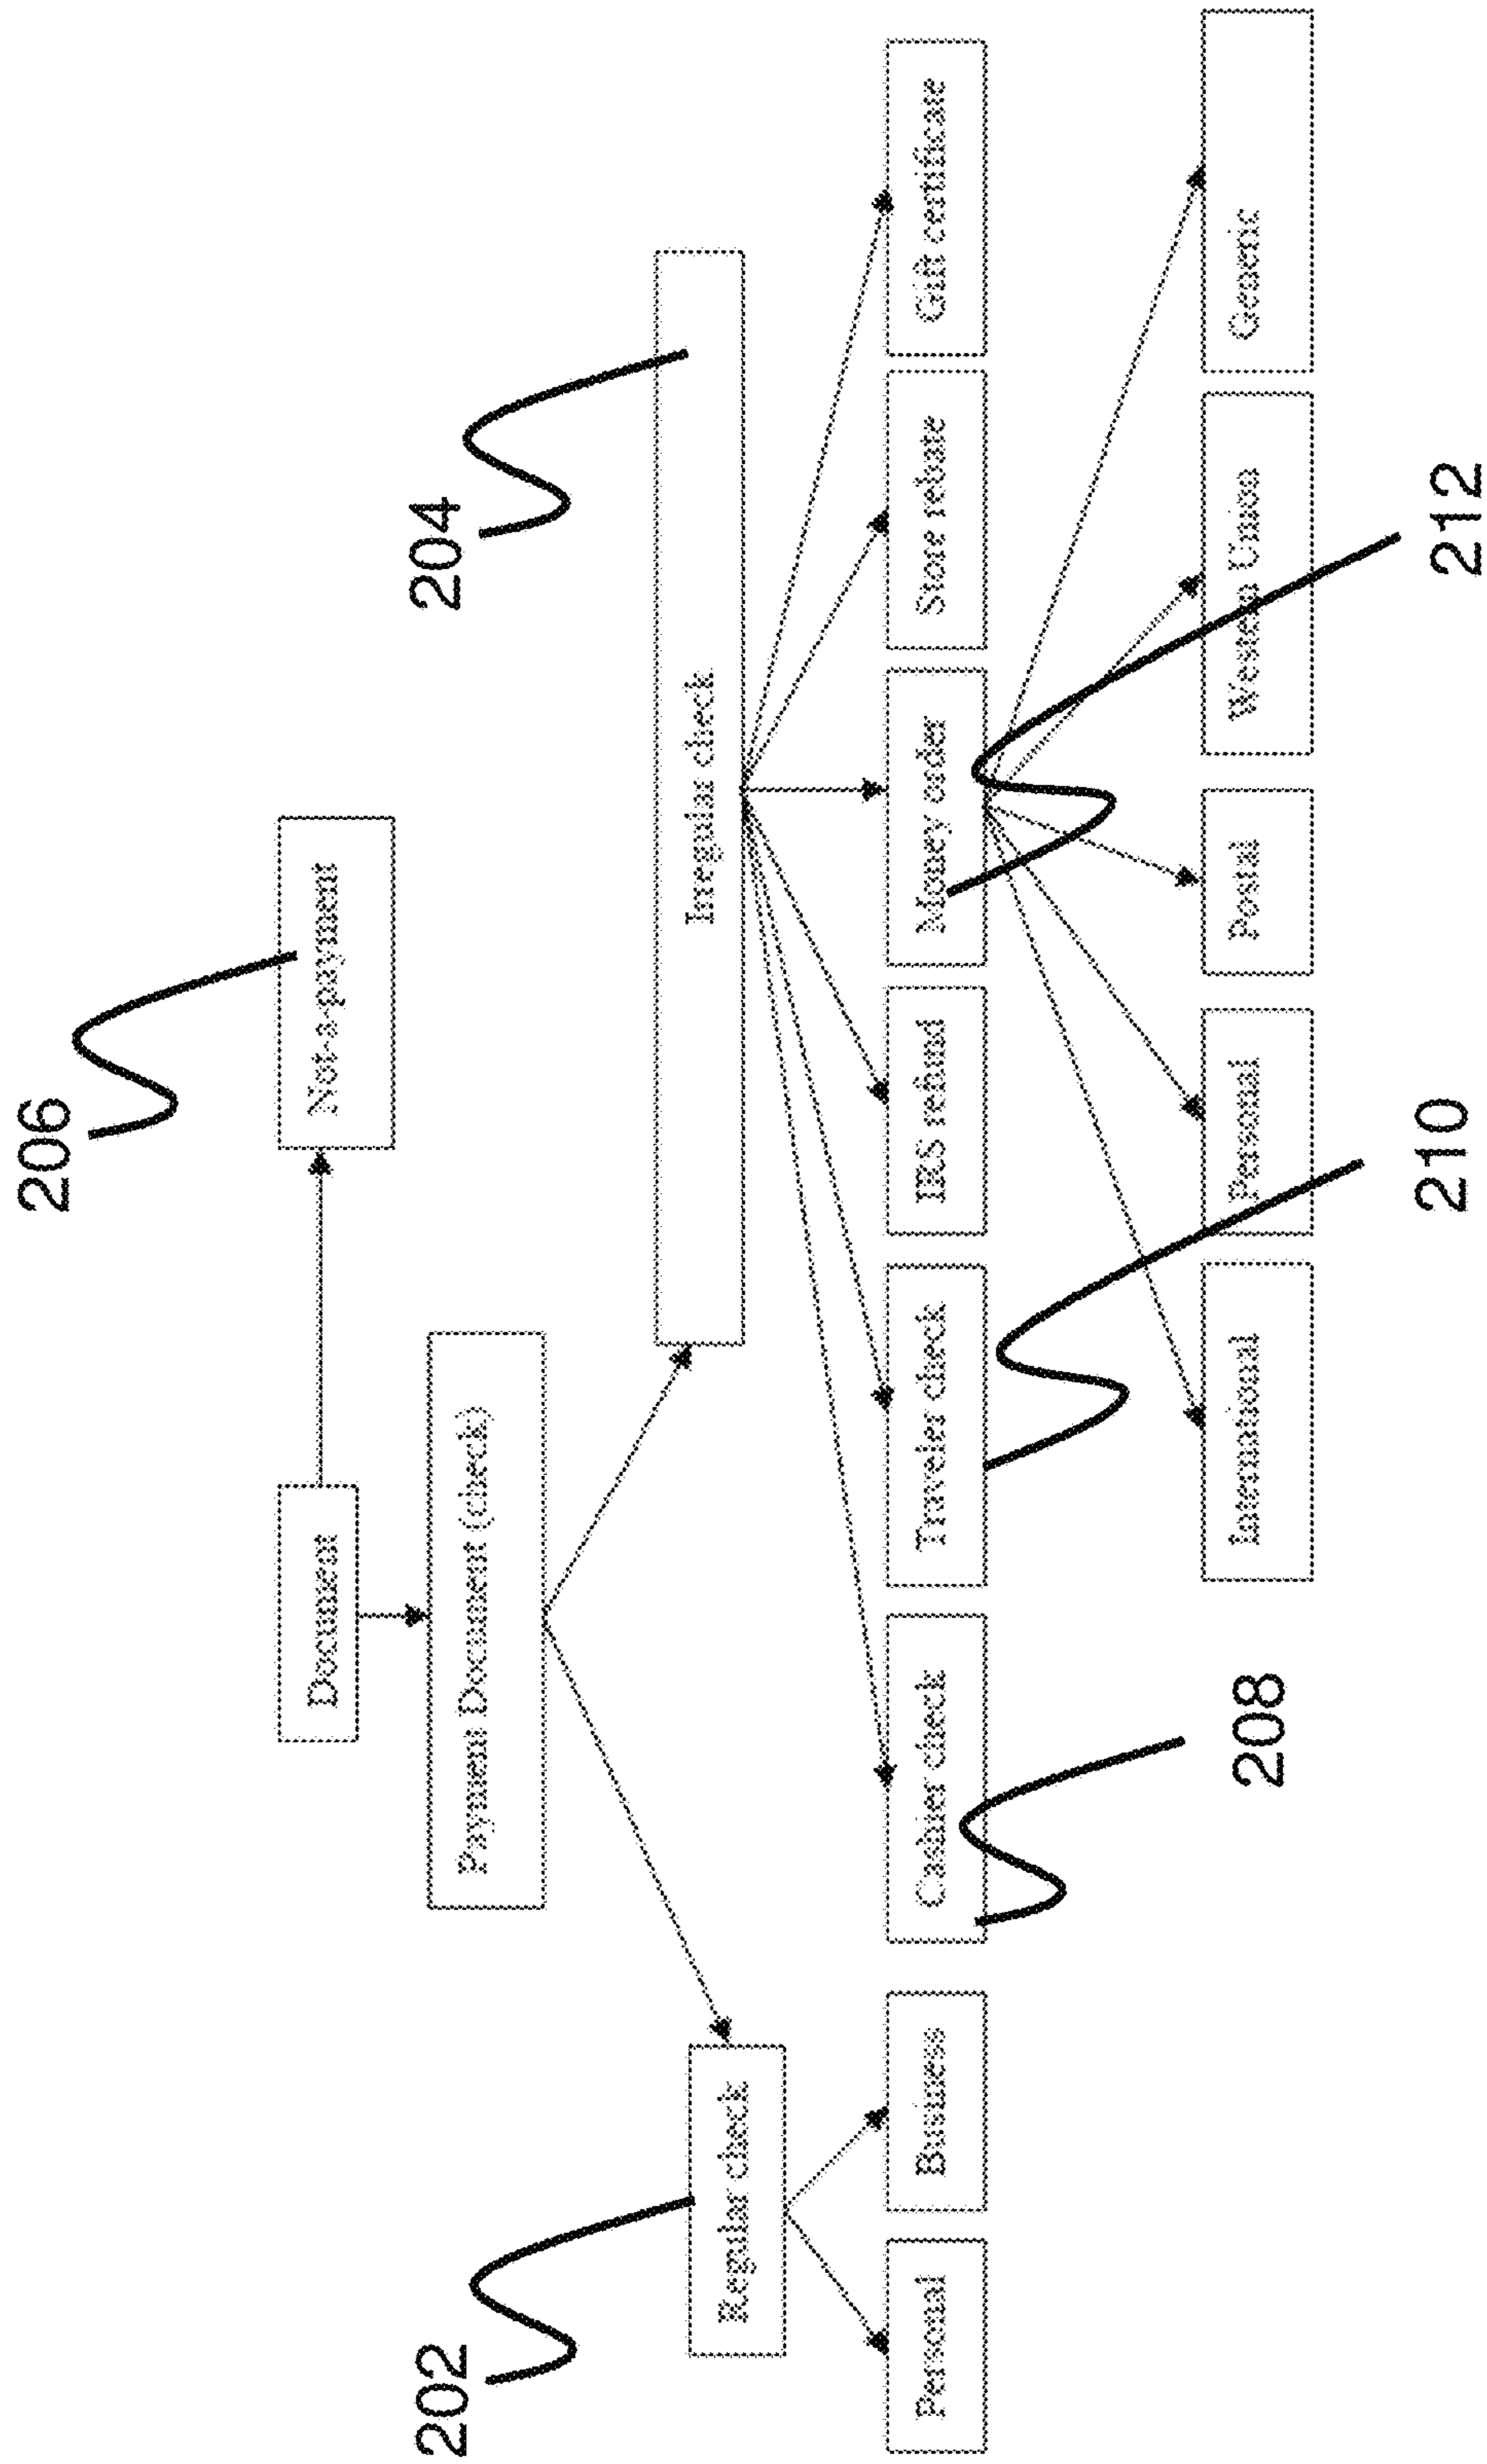 206
Document
Not-a-payment
Payment Document (check)
204
202
Regular check
Irregular check
Personal
Business
Cashier check
Traveler check
IRS refund
Money order
Store rebate
Gift certificate
208
International
Personal
Postal
Western Union
Generic
210
212